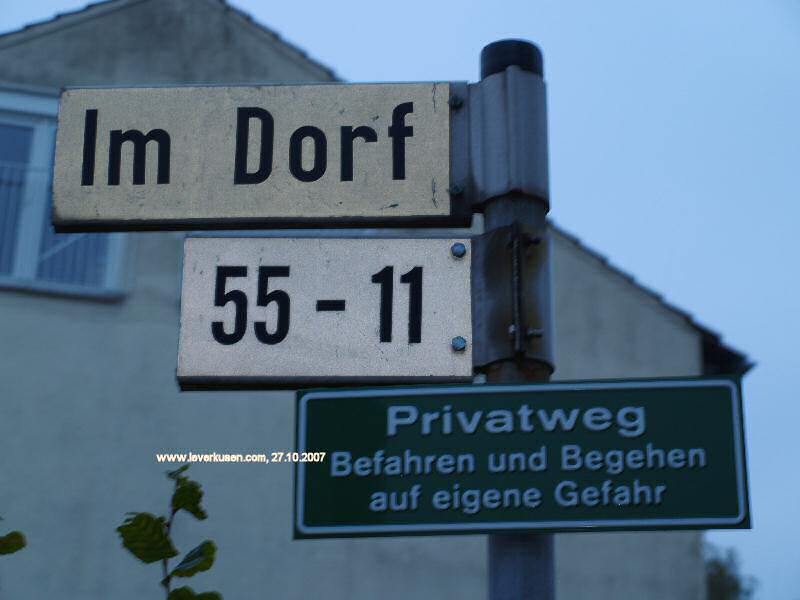 Im Dorf
55 - 11
Privatweg
Befahren und Begehen
auf eigene Gefahr
www.leverkusen.com, 27.10.2007